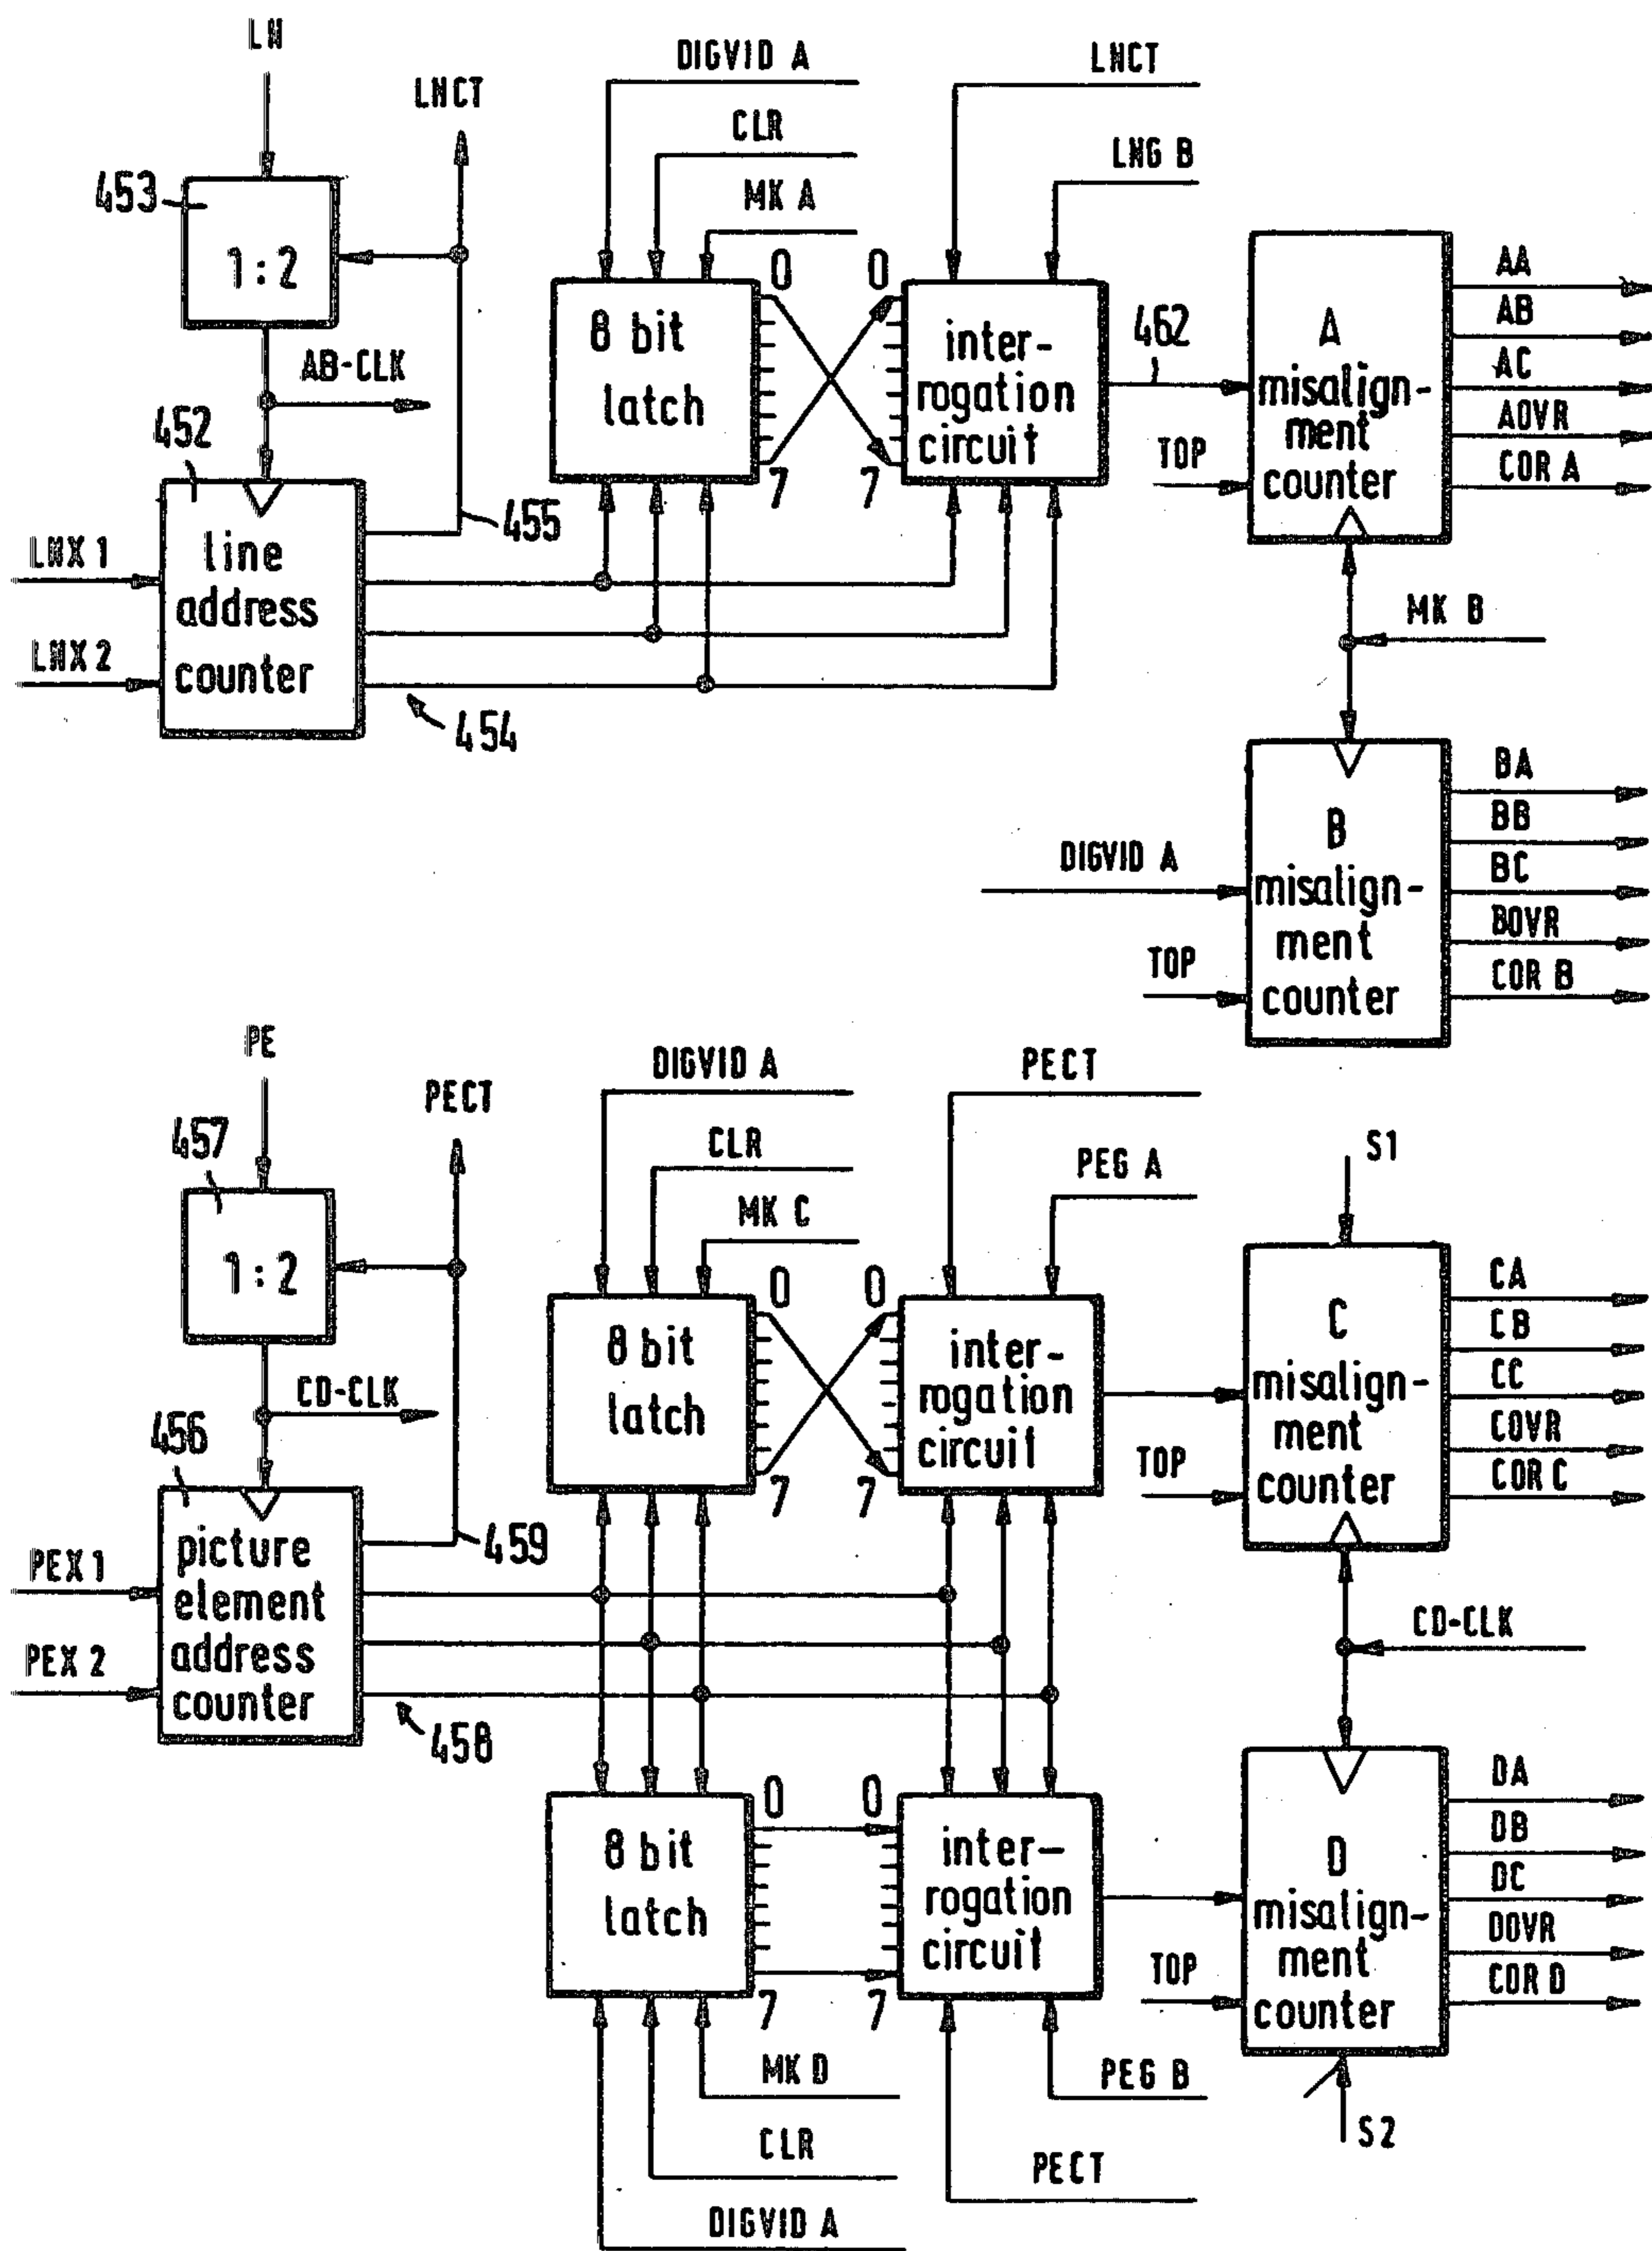 LN
LNCT
DIGVID A
CLR
MK A
LNCT
LNG B
453
1:2
AB-CLK
452
line
address
counter
LNX 1
LNX 2
455
454
8 bit
latch
0
7
0
7
inter-
rogation
circuit
462
TOP
A
misalign-
ment
counter
AA
AB
AC
AOVR
COR A
MK B
DIGVID A
TOP
B
misalign-
ment
counter
BA
BB
BC
BOVR
COR B
PE
PECT
DIGVID A
CLR
MK C
PECT
PEG A
457
1:2
CD-CLK
456
picture
element
address
counter
PEX 1
PEX 2
459
458
8 bit
latch
0
7
0
7
inter-
rogation
circuit
S1
TOP
C
misalign-
ment
counter
CA
CB
CC
COVR
COR C
CD-CLK
8 bit
latch
0
7
0
7
inter-
rogation
circuit
MK D
CLR
DIGVID A
PEG B
PECT
TOP
D
misalign-
ment
counter
DA
DB
DC
DOVR
COR D
S2